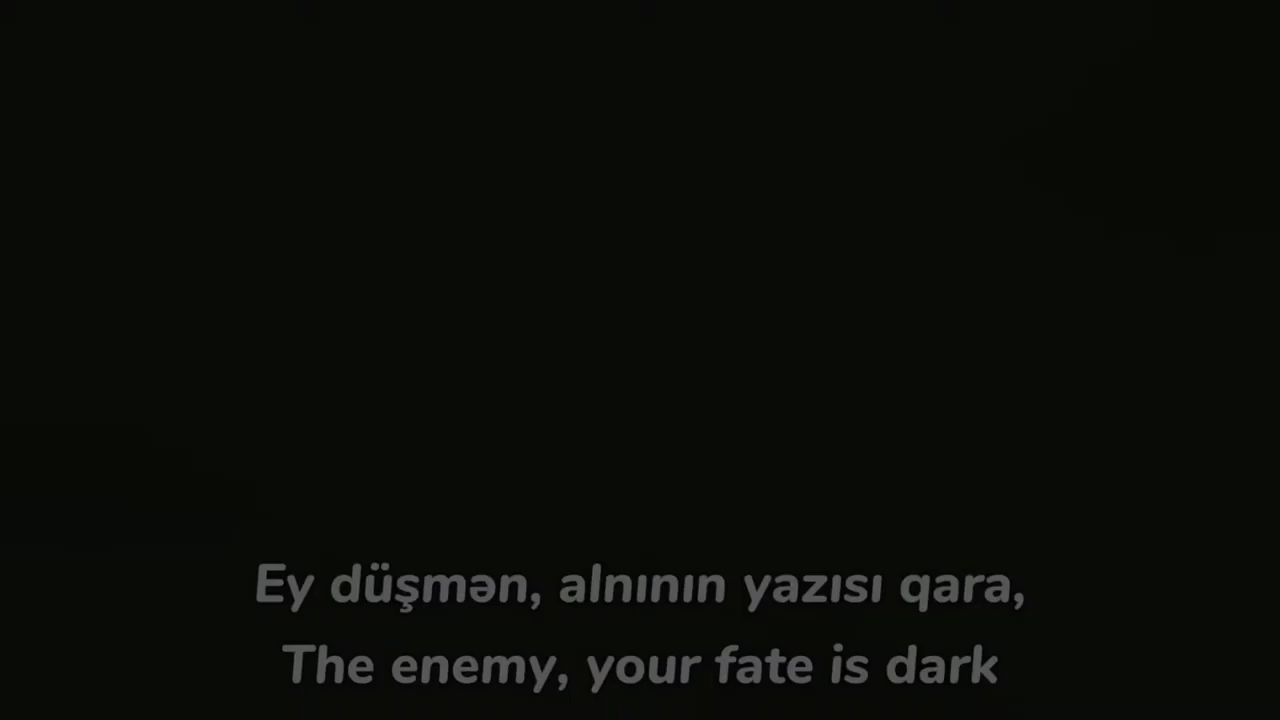 Ey düşmən, alnının yazısı qara,
The enemy, your fate is dark